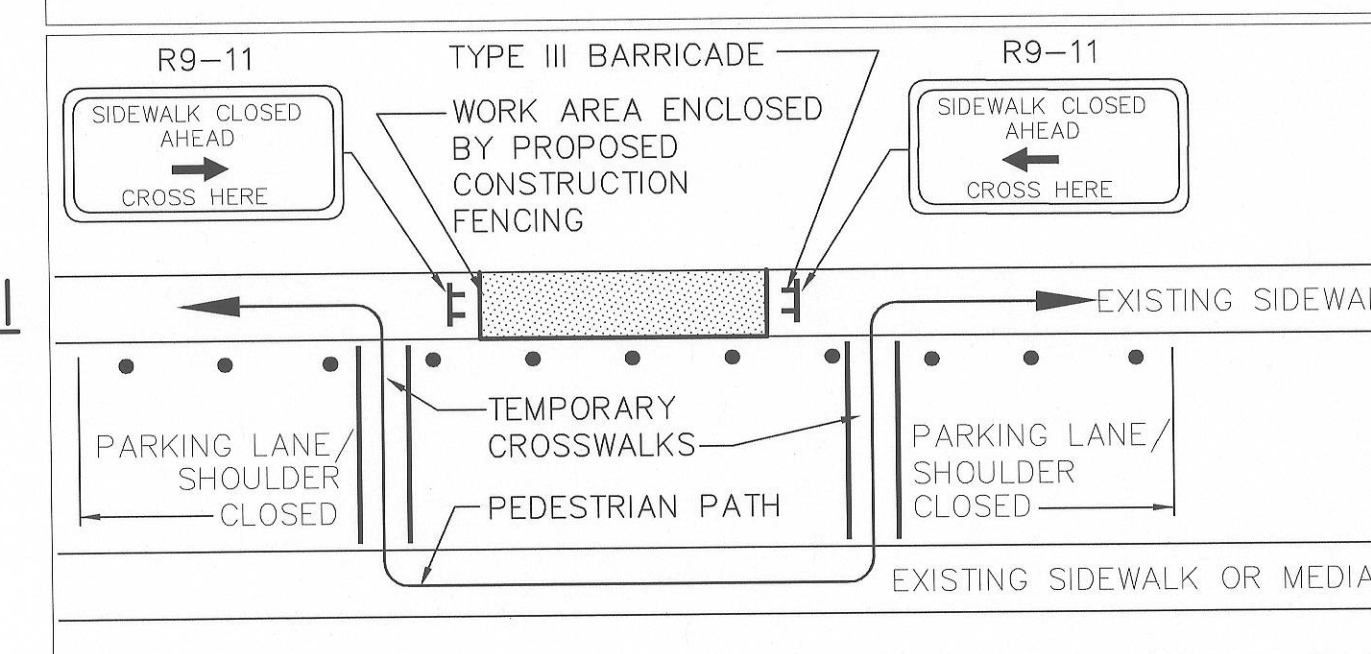 R9-11
SIDEWALK CLOSED
AHEAD
CROSS HERE
TYPE III BARRICADE
WORK AREA ENCLOSED
BY PROPOSED
CONSTRUCTION
FENCING
R9-11
SIDEWALK CLOSED
AHEAD
CROSS HERE
EXISTING SIDEWA
TEMPORARY
CROSSWALKS
PARKING LANE/
SHOULDER
CLOSED
PARKING LANE/
SHOULDER
CLOSED
PEDESTRIAN PATH
EXISTING SIDEWALK OR MEDIA